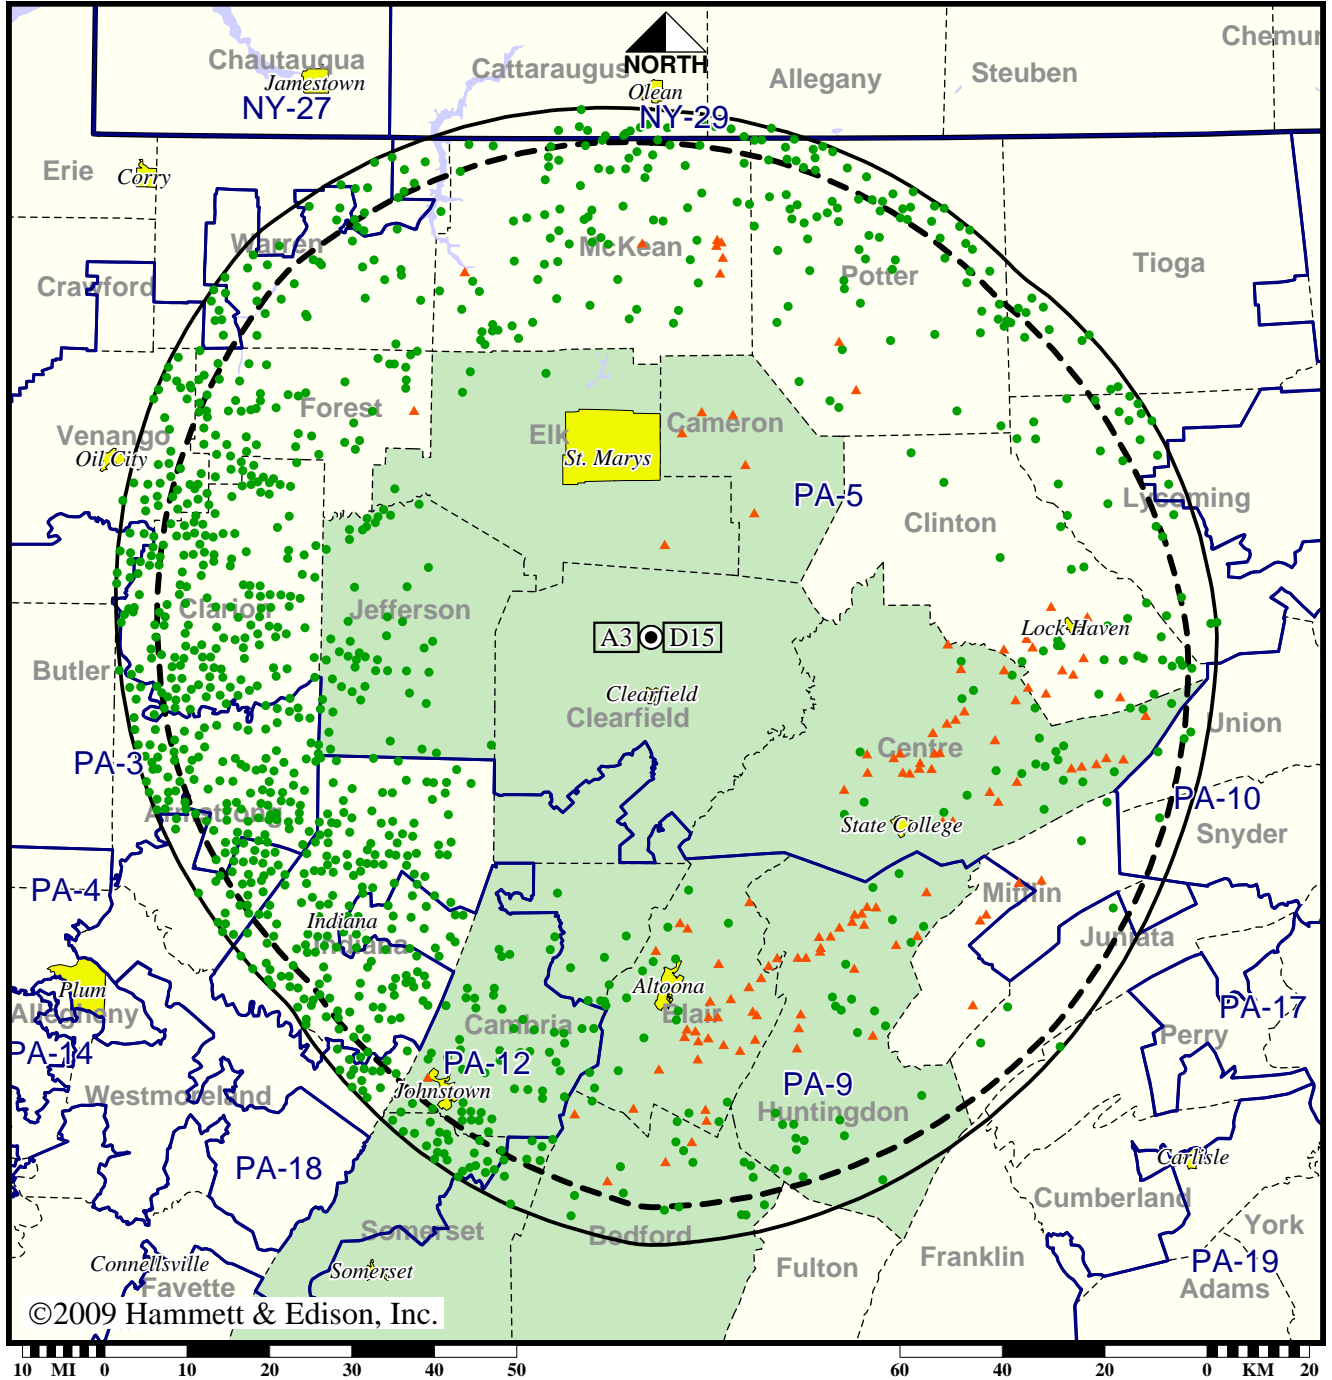 Chemun
Chautauqua
Cattaraugus
NORTH
Allegany
Steuben
Jamestown
Olean
NY-27
NY-29
Erie
Corry
Warren
McKean
Potter
Tioga
Crawford
Forest
Cameron
Venango
Elk
Oil City
St. Marys
PA-5
Lycoming
Clinton
Clarion
Jefferson
A3
D15
Lock Haven
Butler
Clearfield
Clearfield
Union
Centre
PA-3
PA-10
Armstrong
State College
Snyder
PA-4
Mifflin
Indiana
Indiana
Juniata
Plum
Altoona
Allegheny
Blair
PA-17
Cambria
Perry
PA-14
PA-12
PA-9
Westmoreland
Johnstown
Huntingdon
PA-18
Carlisle
Cumberland
Somerset
Bedford
York
Connellsville
Somerset
Fulton
Franklin
PA-19
Fayette
Adams
©2009 Hammett & Edison, Inc.
10 MI 0 10 20 30 40 50
60 40 20 0 KM 20